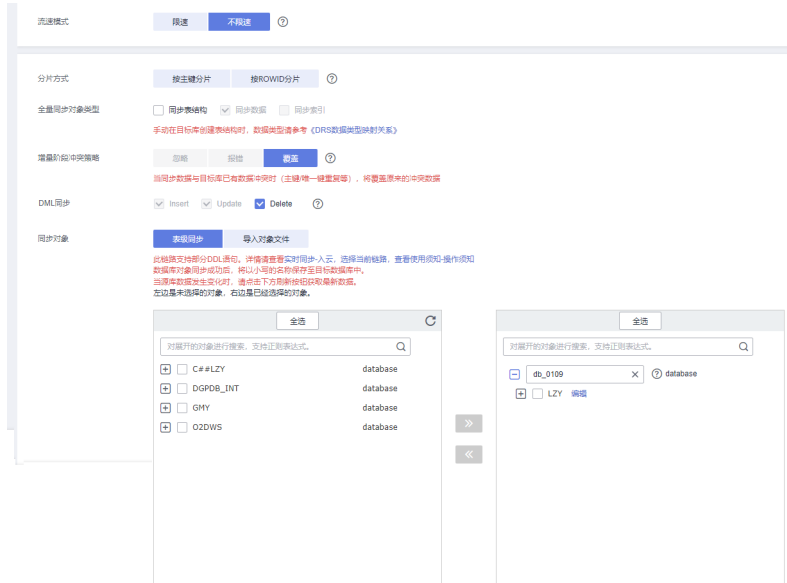 流速模式 限速 不限速
分片方式 按主键分片 按ROWID分片
全量同步对象类型 同步表结构 同步数据 同步索引
手动在目标库创建表结构时，数据类型请参考《DRS数据类型映射关系》
增量阶段冲突策略 忽略 报错 覆盖
当同步数据与目标库已有数据冲突时（主键/唯一键重复等），将覆盖原来的冲突数据
DML同步 Insert Update Delete
同步对象 表级同步 导入对象文件
此链路支持部分DDL语句。详情请查看实时同步-入云，选择当前链路，查看使用须知-操作须知
数据库对象同步成功后，将以小写的名称保存至目标数据库中。
当源库数据发生变化时，请点击下方刷新按钮获取最新数据。
左边是未选择的对象，右边是已经选择的对象。
全选
对展开的对象进行搜索，支持正则表达式。
C##LZY database
DGPDB_INT database
GMY database
O2DWS database
全选
对展开的对象进行搜索，支持正则表达式。
db_0109 database
LZY 编辑